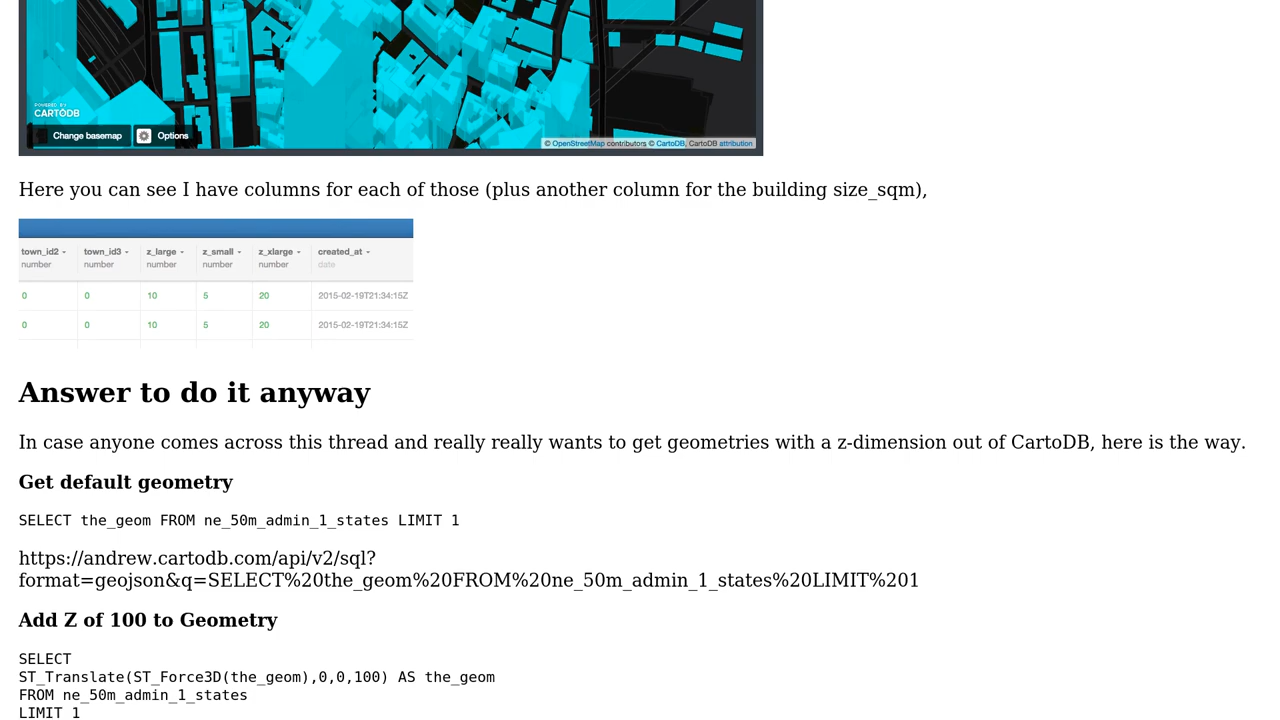 POWERED BY
CARTODB
Change basemap Options
© OpenStreetMap contributors © CartoDB, CartoDB attribution
Here you can see I have columns for each of those (plus another column for the building size_sqm),
town_id2 town_id3 z_large z_small z_xlarge created_at
number number number number number date
0 0 10 5 20 2015-02-19T21:34:15Z
0 0 10 5 20 2015-02-19T21:34:15Z
Answer to do it anyway
In case anyone comes across this thread and really really wants to get geometries with a z-dimension out of CartoDB, here is the way.
Get default geometry
SELECT the_geom FROM ne_50m_admin_1_states LIMIT 1
https://andrew.cartodb.com/api/v2/sql?
format=geojson&q=SELECT%20the_geom%20FROM%20ne_50m_admin_1_states%20LIMIT%201
Add Z of 100 to Geometry
SELECT
ST_Translate(ST_Force3D(the_geom),0,0,100) AS the_geom
FROM ne_50m_admin_1_states
LIMIT 1